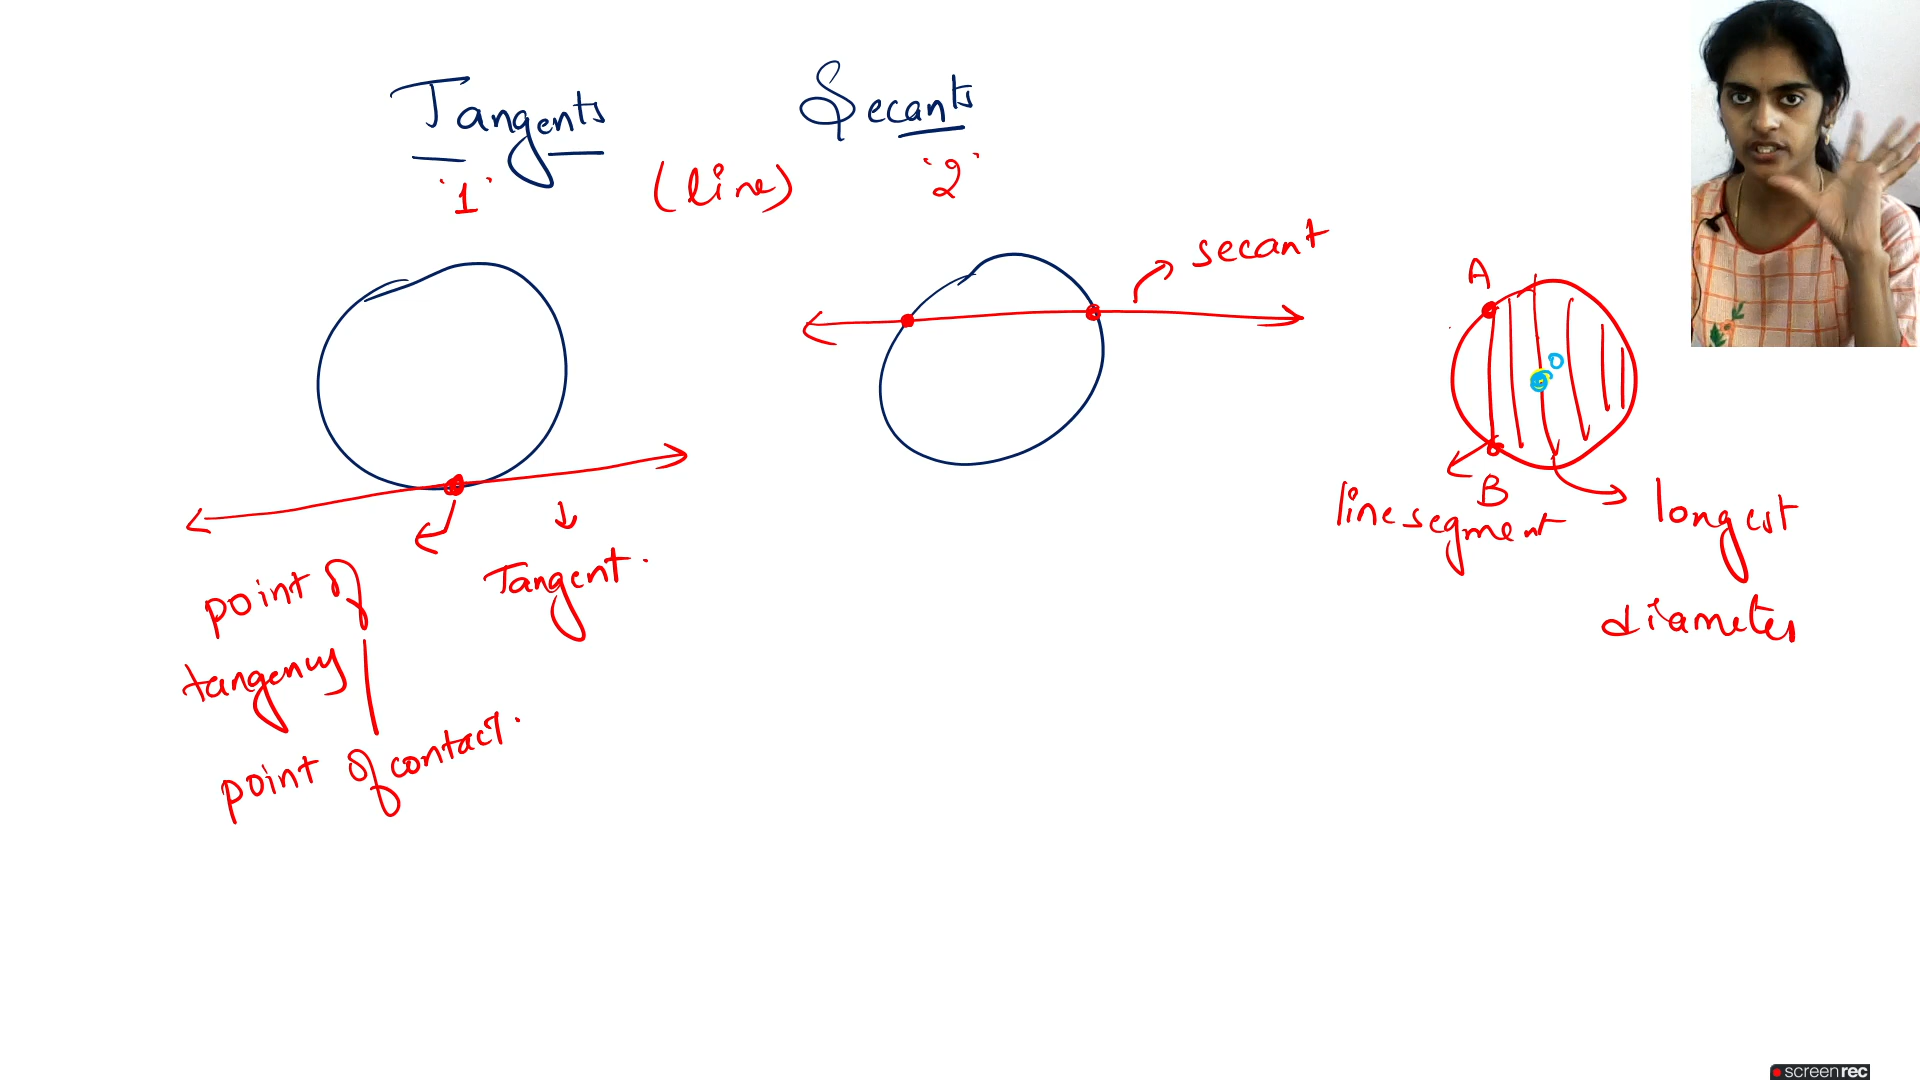 Tangents
Secants
'1'
(line)
'2'
secant
A
O
B
line segment
longest
diameter
Tangent.
point of
tangency
point of contact.
screenrec